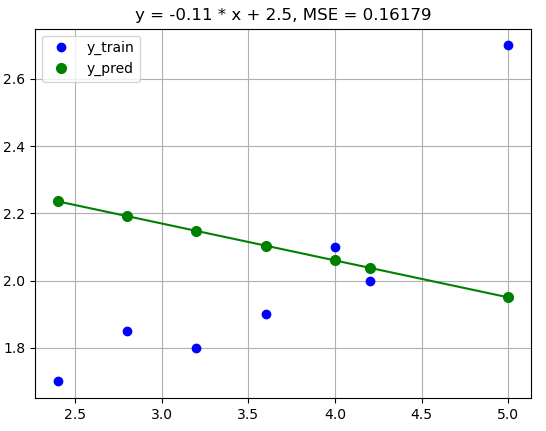 y = -0.11 * x + 2.5, MSE = 0.16179
y_train
y_pred
2.6
2.4
2.2
2.0
1.8
2.5 3.0 3.5 4.0 4.5 5.0